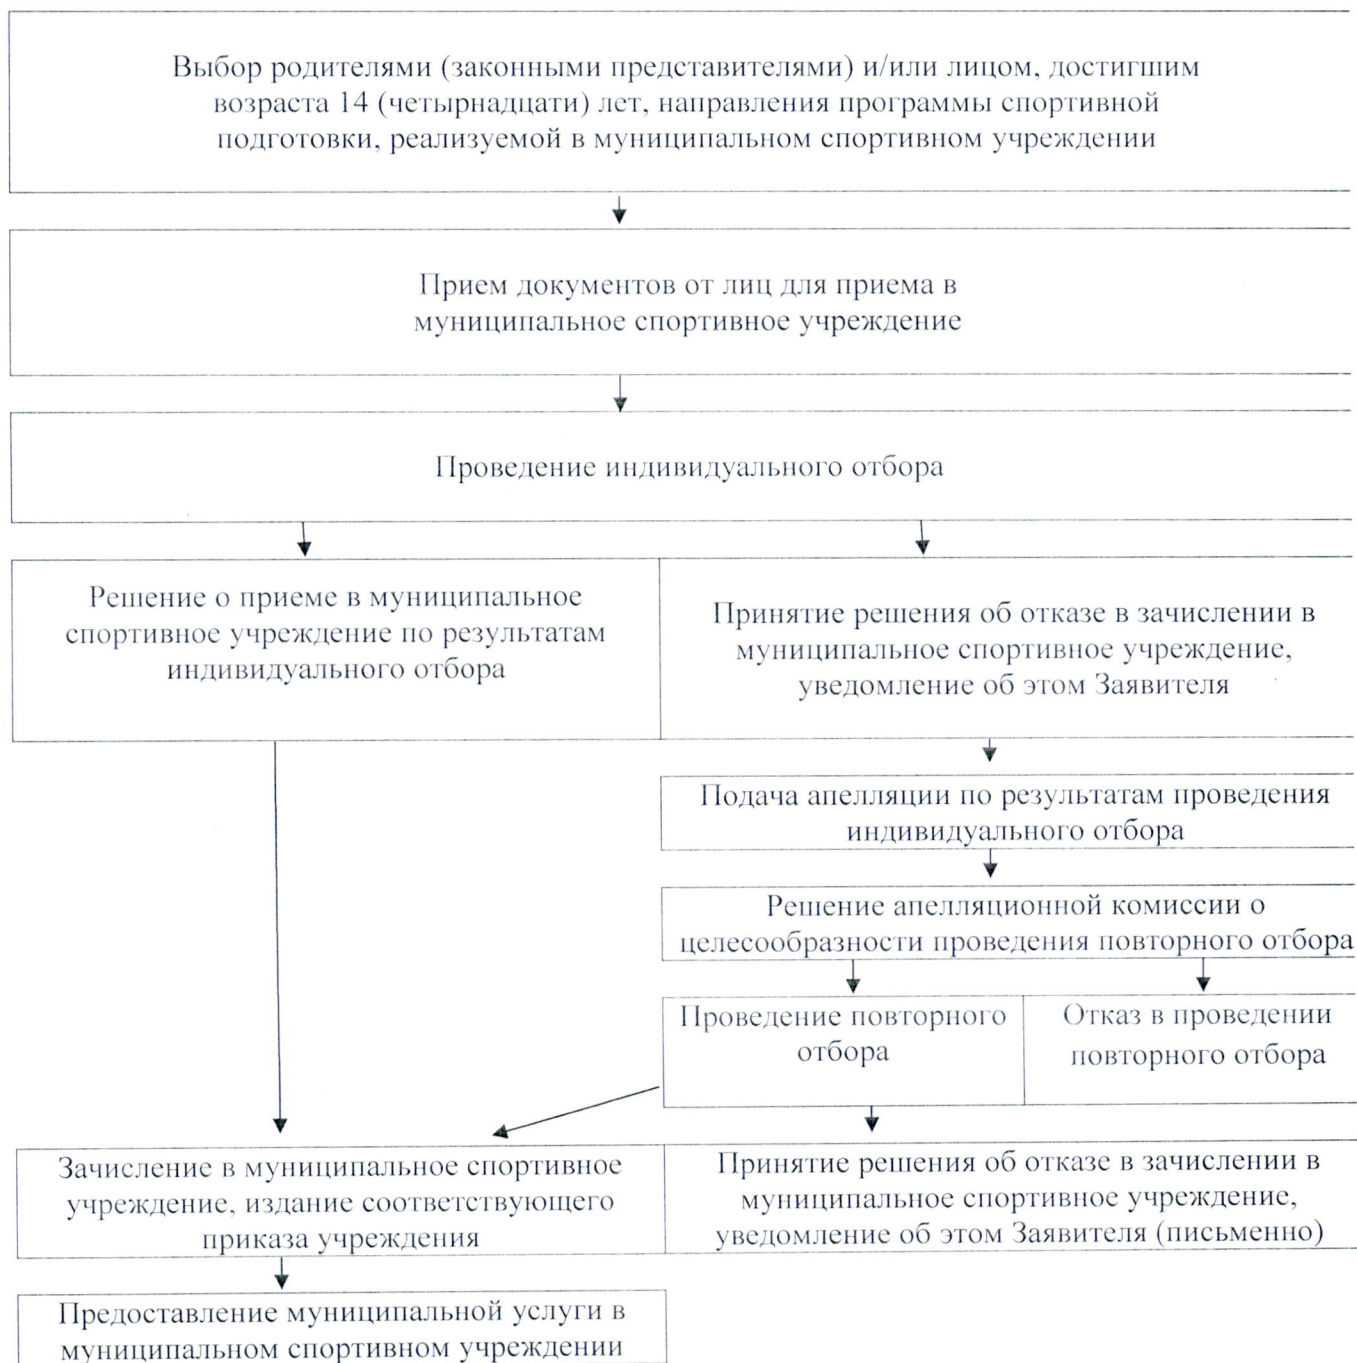 Выбор родителями (законными представителями) и/или лицом, достигшим
возраста 14 (четырнадцати) лет, направления программы спортивной
подготовки, реализуемой в муниципальном спортивном учреждении
Прием документов от лиц для приема в
муниципальное спортивное учреждение
Проведение индивидуального отбора
Решение о приеме в муниципальное
спортивное учреждение по результатам
индивидуального отбора
Принятие решения об отказе в зачислении в
муниципальное спортивное учреждение,
уведомление об этом Заявителя
Подача апелляции по результатам проведения
индивидуального отбора
Решение апелляционной комиссии о
целесообразности проведения повторного отбора
Проведение повторного
отбора
Отказ в проведении
повторного отбора
Зачисление в муниципальное спортивное
учреждение, издание соответствующего
приказа учреждения
Принятие решения об отказе в зачислении в
муниципальное спортивное учреждение,
уведомление об этом Заявителя (письменно)
Предоставление муниципальной услуги в
муниципальном спортивном учреждении